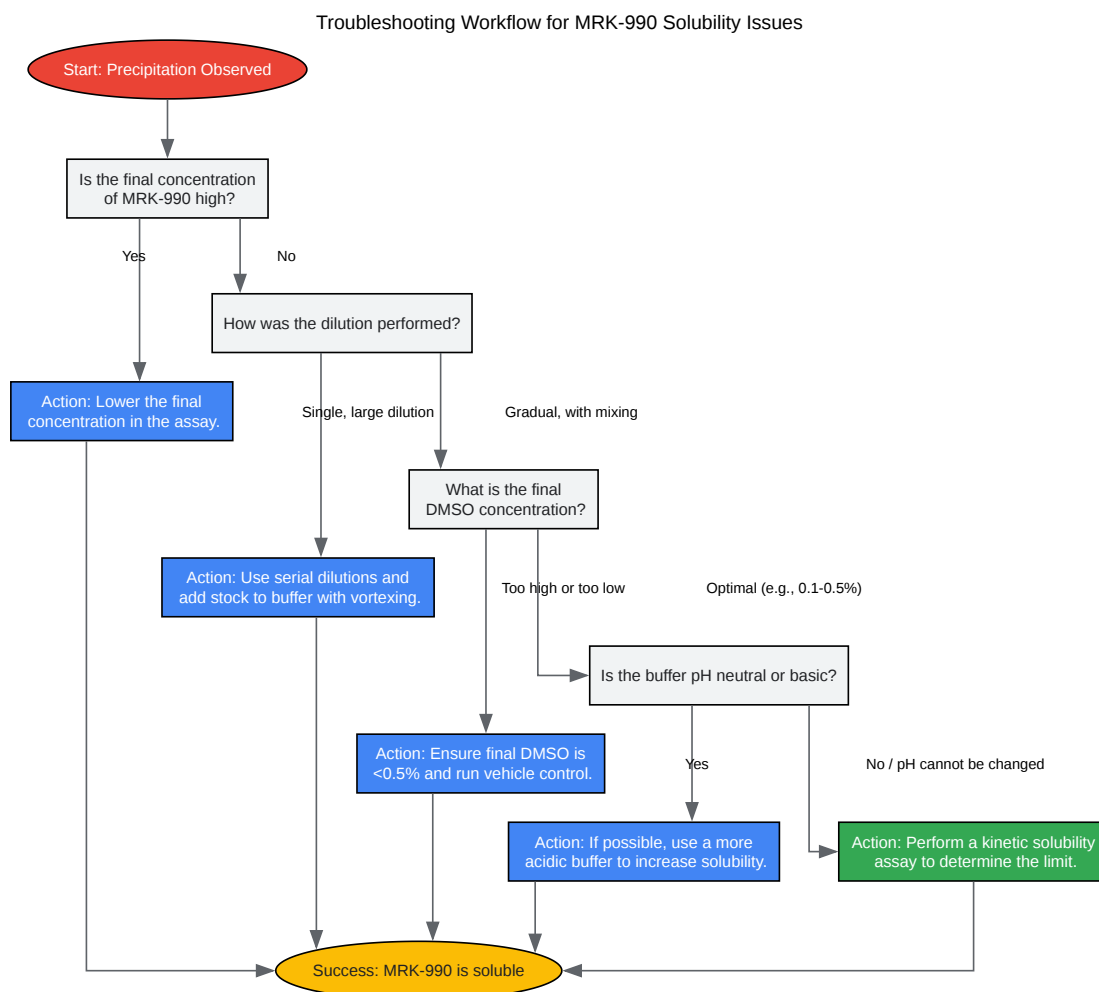 Troubleshooting Workflow for MRK-990 Solubility Issues
Start: Precipitation Observed
Is the final concentration
of MRK-990 high?
Yes
No
How was the dilution performed?
Action: Lower the final
concentration in the assay.
Single, large dilution
Gradual, with mixing
What is the final
DMSO concentration?
Action: Use serial dilutions and
add stock to buffer with vortexing.
Too high or too low
Optimal (e.g., 0.1-0.5%)
Is the buffer pH neutral or basic?
Action: Ensure final DMSO is
<0.5% and run vehicle control.
Yes
No / pH cannot be changed
Action: If possible, use a more
acidic buffer to increase solubility.
Action: Perform a kinetic solubility
assay to determine the limit.
Success: MRK-990 is soluble